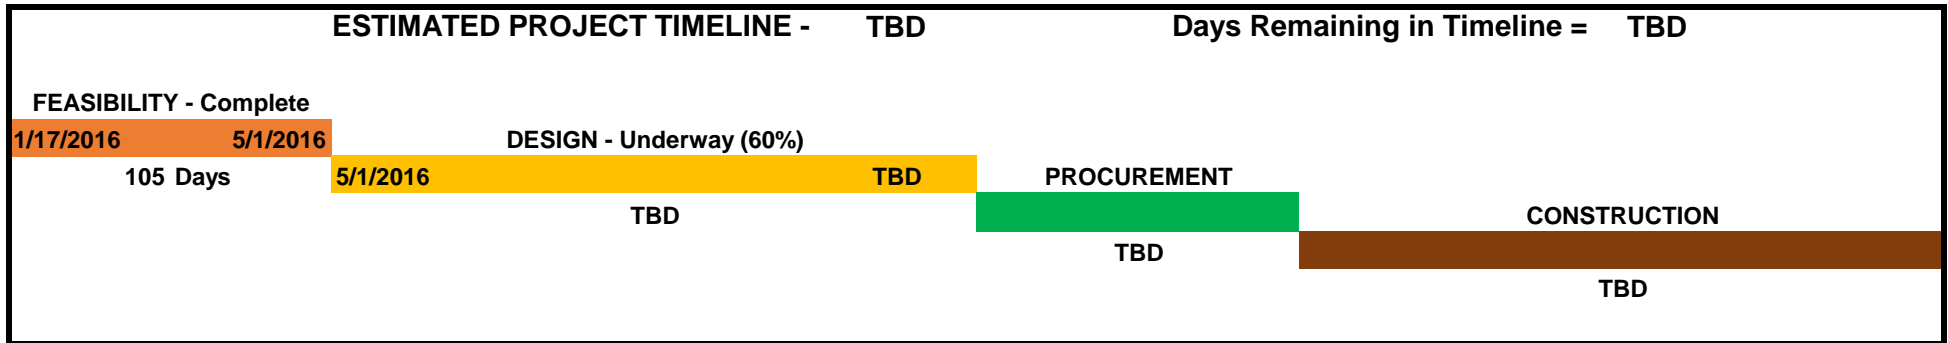 ESTIMATED PROJECT TIMELINE - TBD Days Remaining in Timeline = TBD
FEASIBILITY - Complete
1/17/2016 5/1/2016 DESIGN - Underway (60%)
105 Days 5/1/2016 TBD PROCUREMENT
TBD CONSTRUCTION
TBD
TBD